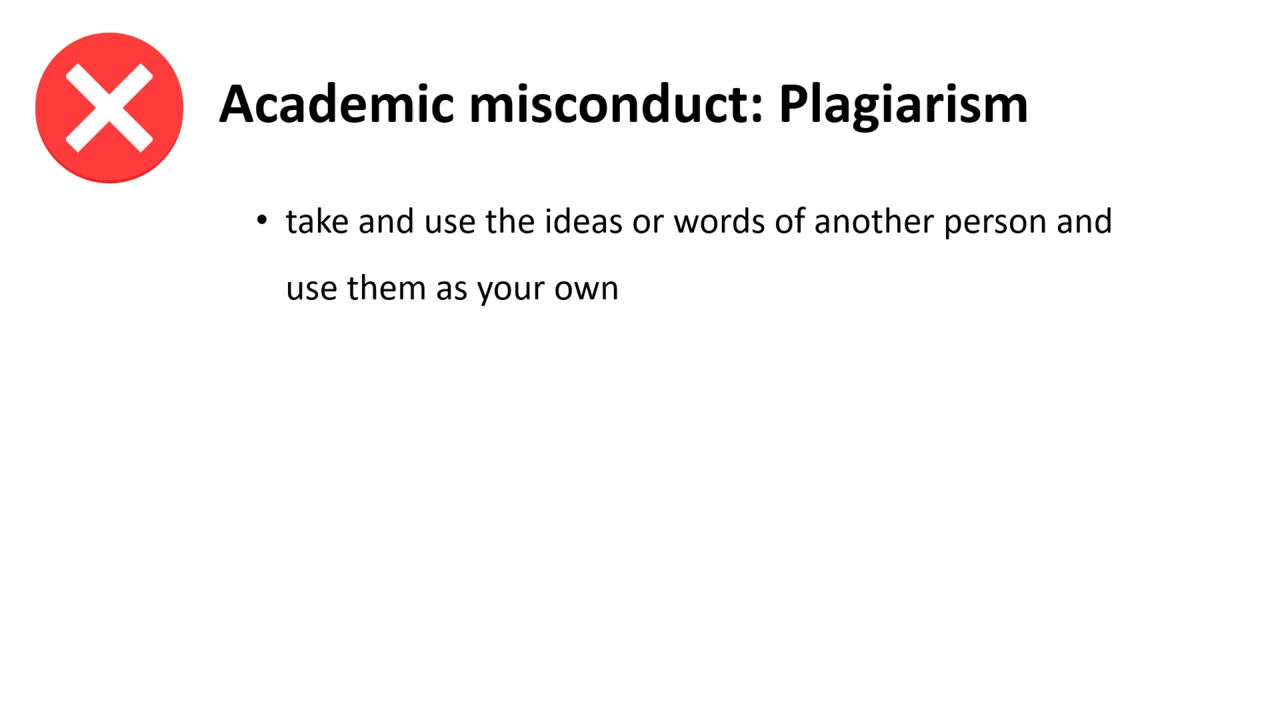 Academic misconduct: Plagiarism
• take and use the ideas or words of another person and
use them as your own